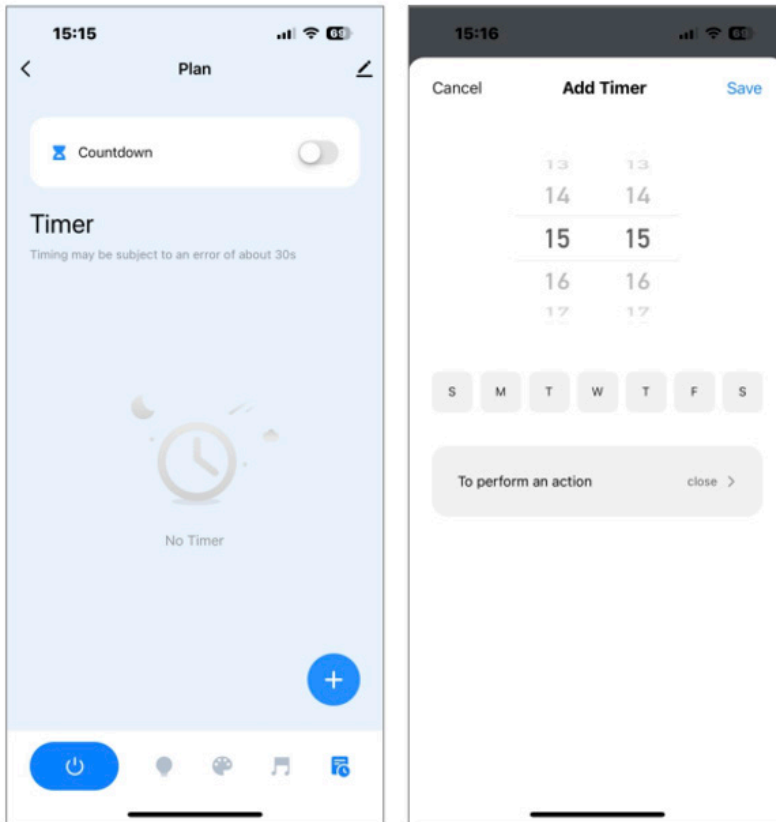 15:15
69
Plan
Countdown
Timer
Timing may be subject to an error of about 30s
No Timer
15:16
69
Cancel Add Timer Save
13 13
14 14
15 15
16 16
17 17
S M T W T F S
To perform an action close